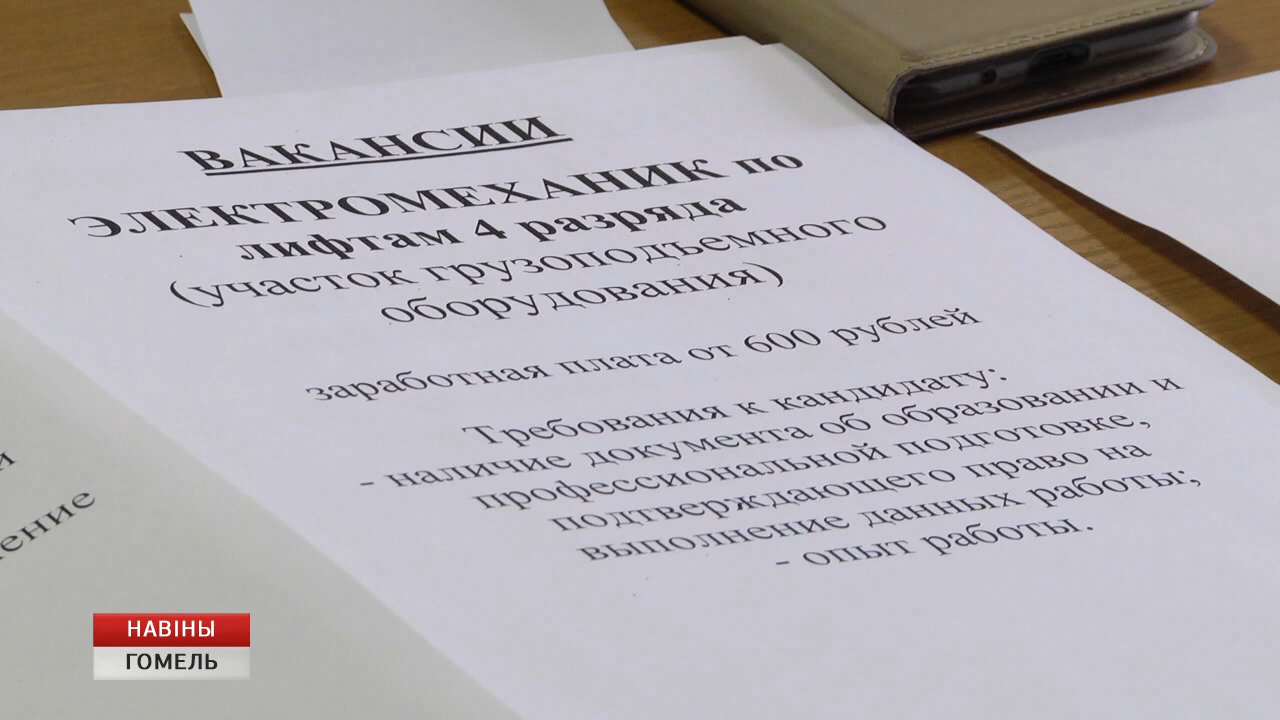 ВАКАНСИИ
ЭЛЕКТРОМЕХАНИК по
лифтам 4 разряда
(участок грузоподъемного
оборудования)
заработная плата от 600 рублей
Требования к кандидату:
- наличие документа об образовании и
профессиональной подготовке,
подтверждающего право на
выполнение данных работы;
- опыт работы.
НАВІНЫ
ГОМЕЛЬ